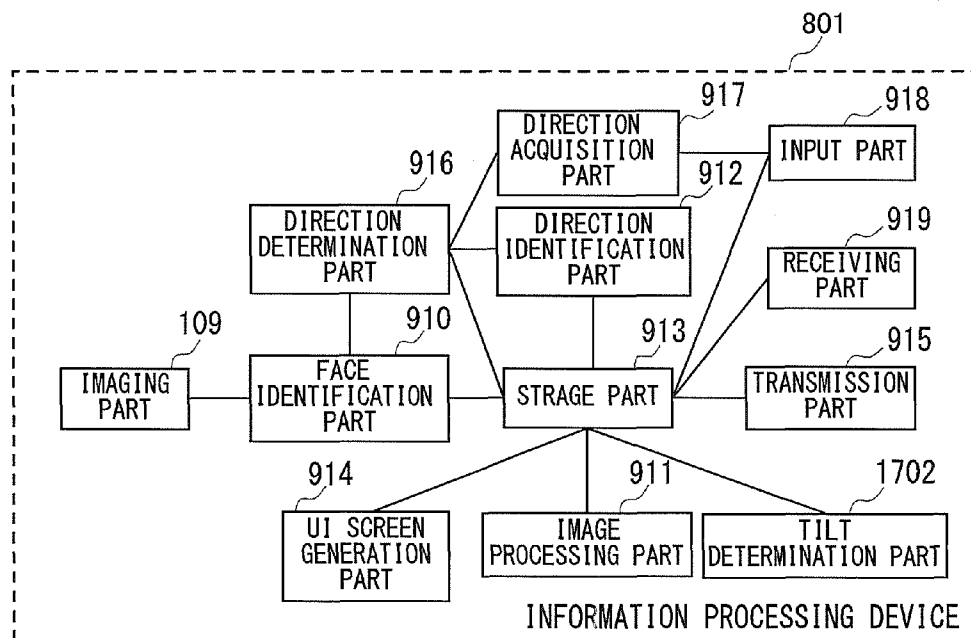 801
917
DIRECTION
ACQUISITION
PART
918
INPUT PART
916
DIRECTION
DETERMINATION
PART
912
DIRECTION
IDENTIFICATION
PART
919
RECEIVING
PART
109
IMAGING
PART
910
FACE
IDENTIFICATION
PART
913
STRAGE PART
915
TRANSMISSION
PART
914
UI SCREEN
GENERATION
PART
911
IMAGE
PROCESSING PART
1702
TILT
DETERMINATION PART
INFORMATION PROCESSING DEVICE